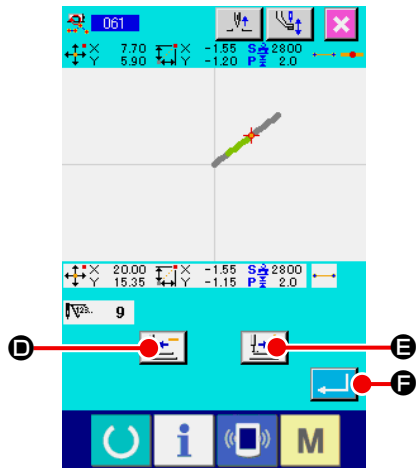 061
X 7.70 X -1.55 S 2800
Y 5.90 Y -1.20 P 2.0
X 20.00 X -1.55 S 2800
Y 15.35 Y -1.15 P 2.0
123.. 9
D E
F
i M